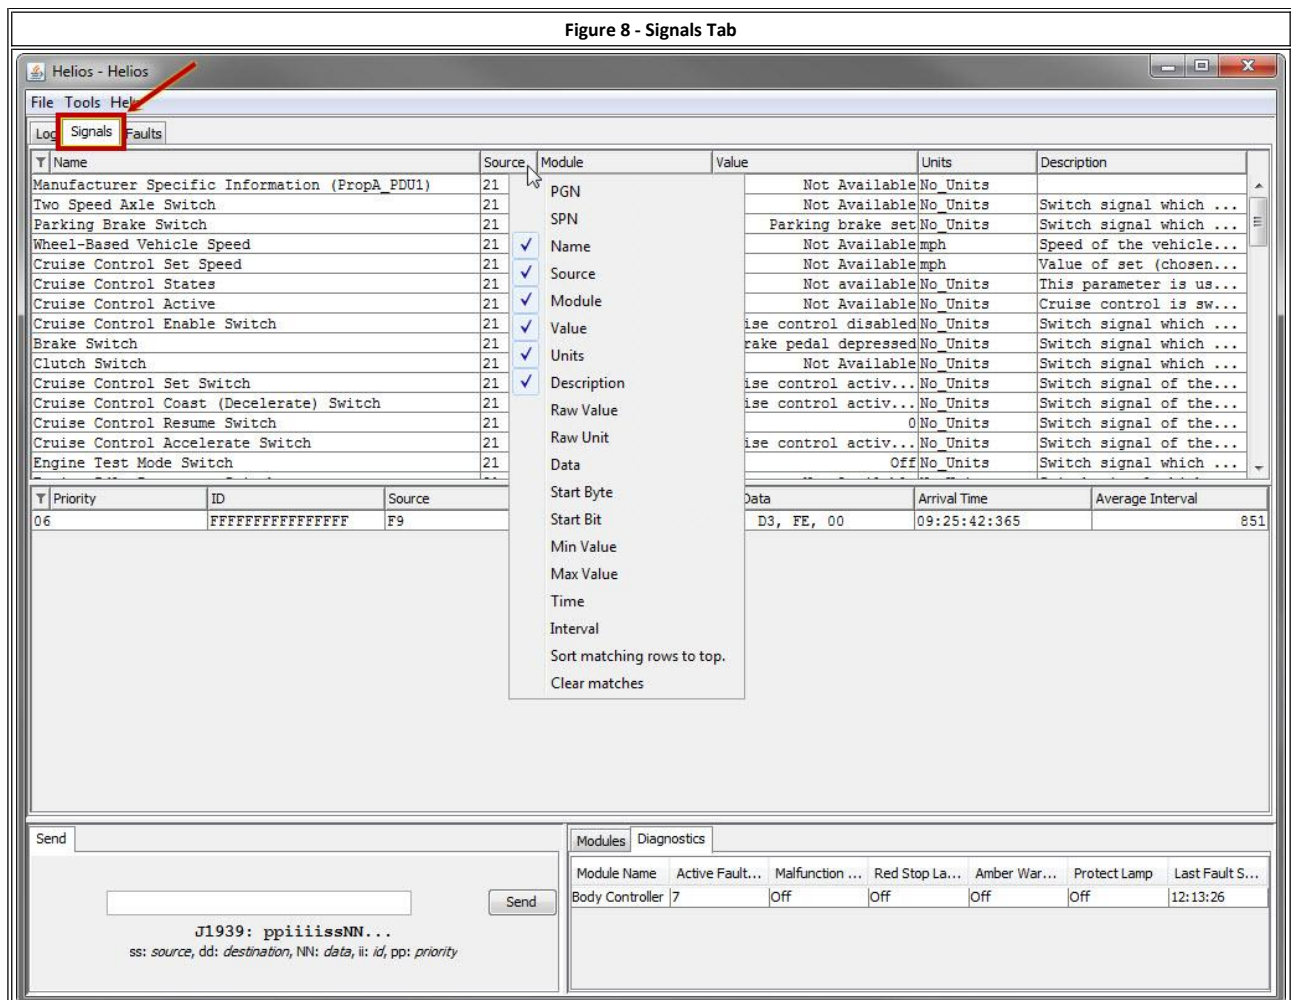 Figure 8 - Signals Tab
Helios - Helios
File Tools Help
Log Signals Faults
Name Source Module Value Units Description
Manufacturer Specific Information (PropA_PDU1) 21 Not Available No_Units
Two Speed Axle Switch 21 Not Available No_Units Switch signal which ...
Parking Brake Switch 21 Parking brake set No_Units Switch signal which ...
Wheel-Based Vehicle Speed 21 Not Available mph Speed of the vehicle...
Cruise Control Set Speed 21 Not Available mph Value of set (chosen...
Cruise Control States 21 Not available No_Units This parameter is us...
Cruise Control Active 21 Not Available No_Units Cruise control is sw...
Cruise Control Enable Switch 21 ise control disabled No_Units Switch signal which ...
Brake Switch 21 rake pedal depressed No_Units Switch signal which ...
Clutch Switch 21 Not Available No_Units Switch signal which ...
Cruise Control Set Switch 21 ise control activ... No_Units Switch signal of the...
Cruise Control Coast (Decelerate) Switch 21 ise control activ... No_Units Switch signal of the...
Cruise Control Resume Switch 21 0 No_Units Switch signal of the...
Cruise Control Accelerate Switch 21 ise control activ... No_Units Switch signal of the...
Engine Test Mode Switch 21 Off No_Units Switch signal which ...
PGN
SPN
Name
Source
Module
Value
Units
Description
Raw Value
Raw Unit
Data
Start Byte
Start Bit
Min Value
Max Value
Time
Interval
Sort matching rows to top.
Clear matches
Priority ID Source Data Arrival Time Average Interval
06 FFFFFFFFFFFFFFFF F9 D3, FE, 00 09:25:42:365 851
Send
Send
J1939: ppiiiissNN...
ss: source, dd: destination, NN: data, ii: id, pp: priority
Modules Diagnostics
Module Name Active Fault... Malfunction ... Red Stop La... Amber War... Protect Lamp Last Fault S...
Body Controller 7 Off Off Off Off 12:13:26